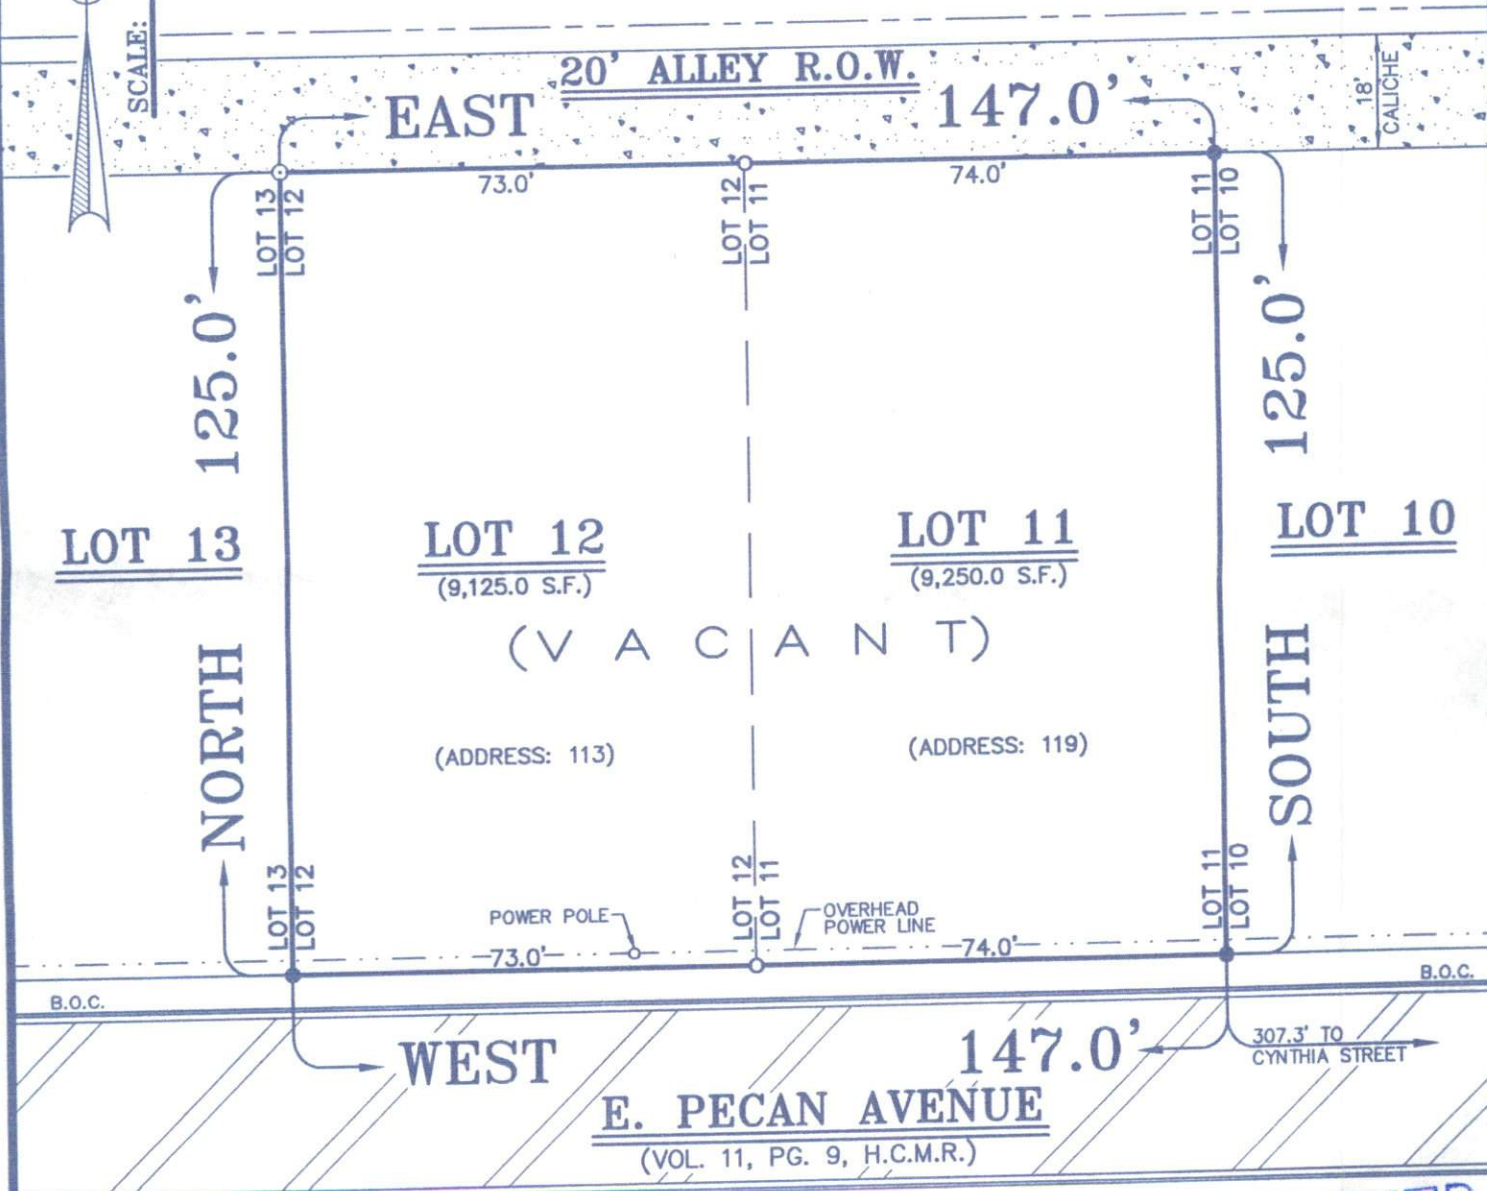 SCALE:
20' ALLEY R.O.W.
EAST
147.0'
18'
CALICHE
73.0'
74.0'
LOT 13
LOT 12
LOT 12
LOT 11
LOT 11
LOT 10
125.0'
125.0'
LOT 13
LOT 12
(9,125.0 S.F.)
LOT 11
(9,250.0 S.F.)
LOT 10
(VACANT)
NORTH
SOUTH
(ADDRESS: 113)
(ADDRESS: 119)
LOT 13
LOT 12
LOT 12
LOT 11
LOT 11
LOT 10
POWER POLE
OVERHEAD
POWER LINE
73.0'
74.0'
B.O.C.
B.O.C.
WEST
147.0'
307.3' TO
CYNTHIA STREET
E. PECAN AVENUE
(VOL. 11, PG. 9, H.C.M.R.)